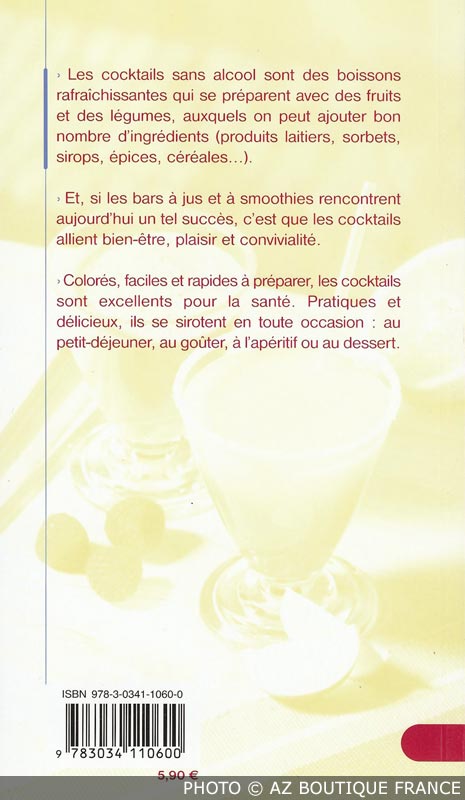 › Les cocktails sans alcool sont des boissons
rafraîchissantes qui se préparent avec des fruits
et des légumes, auxquels on peut ajouter bon
nombre d'ingrédients (produits laitiers, sorbets,
sirops, épices, céréales...).
› Et, si les bars à jus et à smoothies rencontrent
aujourd'hui un tel succès, c'est que les cocktails
allient bien-être, plaisir et convivialité.
› Colorés, faciles et rapides à préparer, les cocktails
sont excellents pour la santé. Pratiques et
délicieux, ils se sirotent en toute occasion : au
petit-déjeuner, au goûter, à l'apéritif ou au dessert.
ISBN 978-3-0341-1060-0
9 783034 110600
5,90 €
PHOTO © AZ BOUTIQUE FRANCE